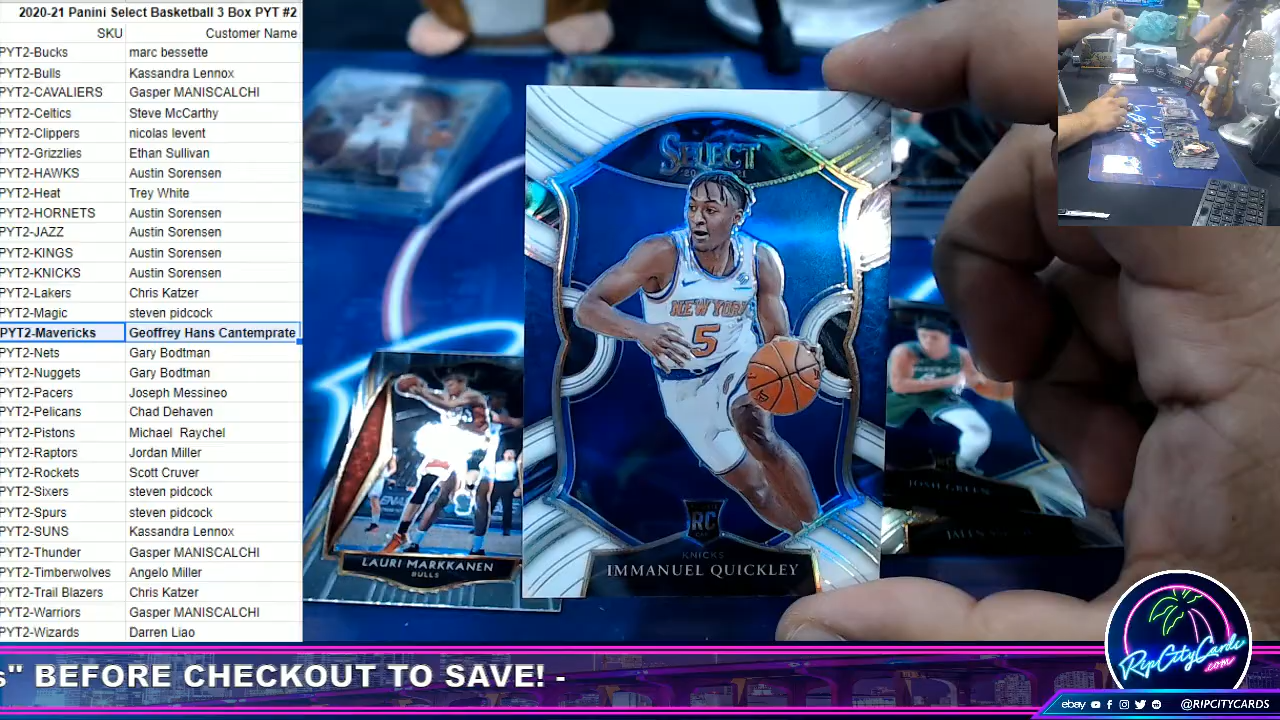 2020-21 Panini Select Basketball 3 Box PYT #2
SKU Customer Name
PYT2-Bucks marc bessette
PYT2-Bulls Kassandra Lennox
PYT2-CAVALIERS Gasper MANISCALCHI
PYT2-Celtics Steve McCarthy
PYT2-Clippers nicolas levent
PYT2-Grizzlies Ethan Sullivan
PYT2-HAWKS Austin Sorensen
PYT2-Heat Trey White
PYT2-HORNETS Austin Sorensen
PYT2-JAZZ Austin Sorensen
PYT2-KINGS Austin Sorensen
PYT2-KNICKS Austin Sorensen
PYT2-Lakers Chris Katzer
PYT2-Magic steven pidcock
PYT2-Mavericks Geoffrey Hans Cantemprate
PYT2-Nets Gary Bodtman
PYT2-Nuggets Gary Bodtman
PYT2-Pacers Joseph Messineo
PYT2-Pelicans Chad Dehaven
PYT2-Pistons Michael Raychel
PYT2-Raptors Jordan Miller
PYT2-Rockets Scott Cruver
PYT2-Sixers steven pidcock
PYT2-Spurs steven pidcock
PYT2-SUNS Kassandra Lennox
PYT2-Thunder Gasper MANISCALCHI
PYT2-Timberwolves Angelo Miller
PYT2-Trail Blazers Chris Katzer
PYT2-Warriors Gasper MANISCALCHI
PYT2-Wizards Darren Liao
SELECT
NEW YORK
5
RC
KNICKS
IMMANUEL QUICKLEY
LAURI MARKKANEN
BULLS
JOSH GREEN
s" BEFORE CHECKOUT TO SAVE! -
RipCityCards
.com
ebay @RIPCITYCARDS